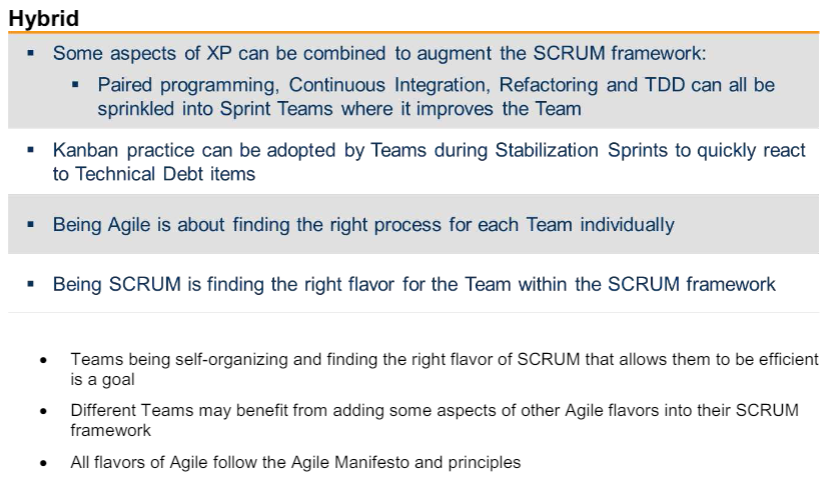 Hybrid
▪ Some aspects of XP can be combined to augment the SCRUM framework:
▪ Paired programming, Continuous Integration, Refactoring and TDD can all be
sprinkled into Sprint Teams where it improves the Team
▪ Kanban practice can be adopted by Teams during Stabilization Sprints to quickly react
to Technical Debt items
▪ Being Agile is about finding the right process for each Team individually
▪ Being SCRUM is finding the right flavor for the Team within the SCRUM framework
• Teams being self-organizing and finding the right flavor of SCRUM that allows them to be efficient
is a goal
• Different Teams may benefit from adding some aspects of other Agile flavors into their SCRUM
framework
• All flavors of Agile follow the Agile Manifesto and principles